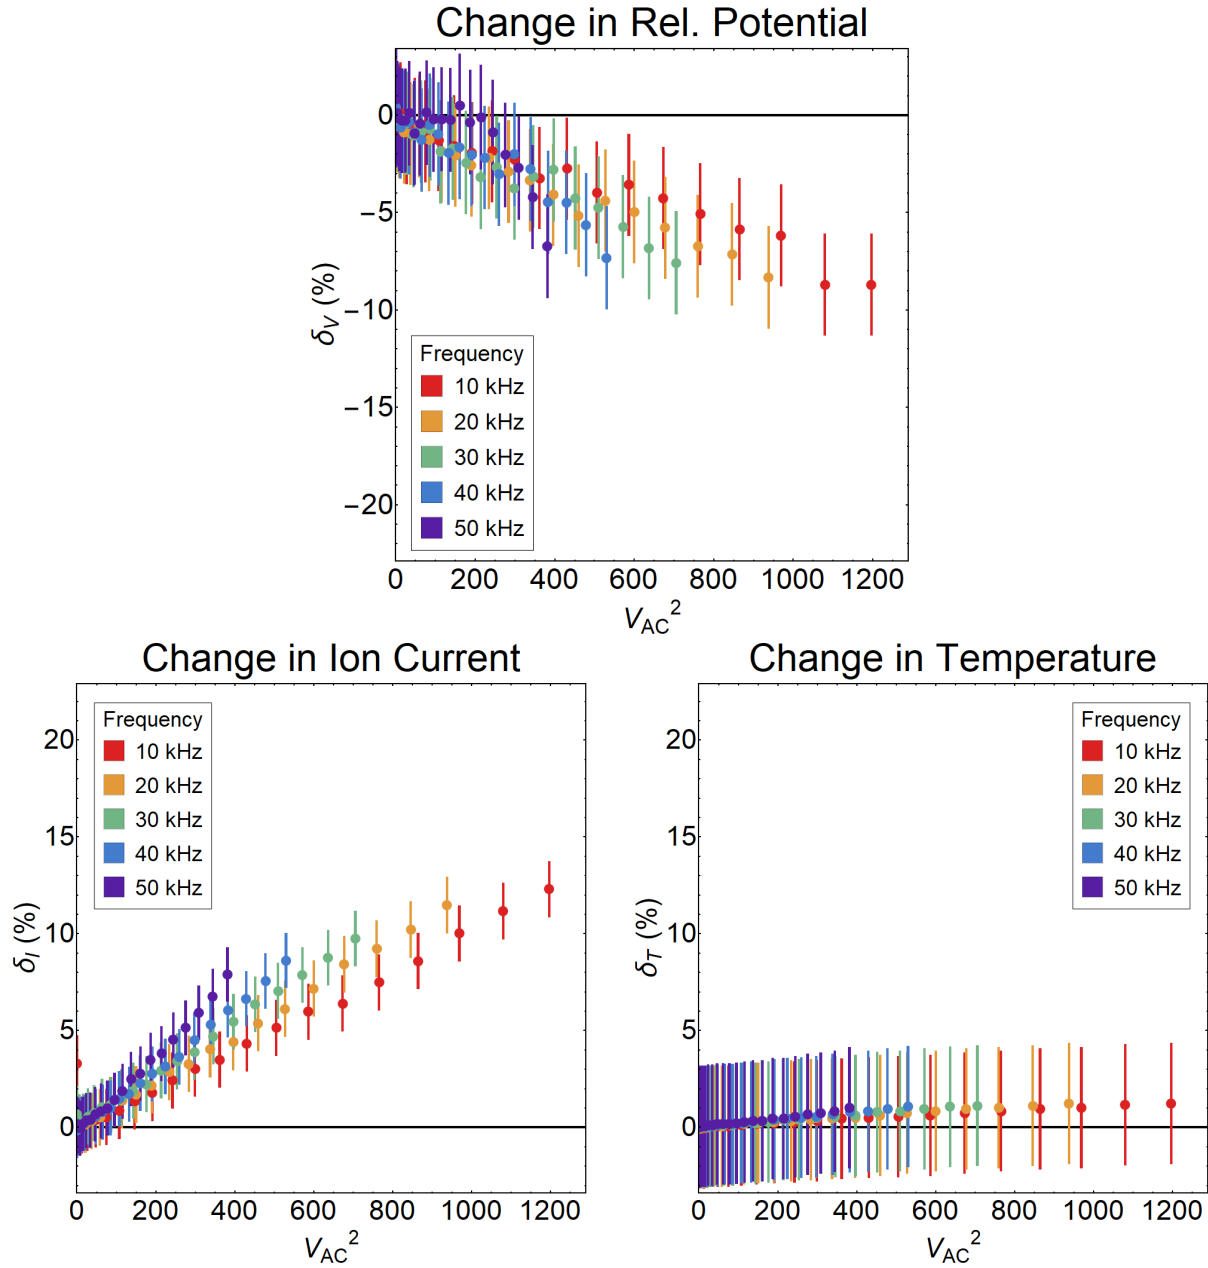 Change in Rel. Potential
0
−5
−10
−15
−20
δV (%)
Frequency
10 kHz
20 kHz
30 kHz
40 kHz
50 kHz
0 200 400 600 800 1000 1200
VAC²
Change in Ion Current
20
15
10
5
0
δI (%)
Frequency
10 kHz
20 kHz
30 kHz
40 kHz
50 kHz
0 200 400 600 800 1000 1200
VAC²
Change in Temperature
20
15
10
5
0
δT (%)
Frequency
10 kHz
20 kHz
30 kHz
40 kHz
50 kHz
0 200 400 600 800 1000 1200
VAC²